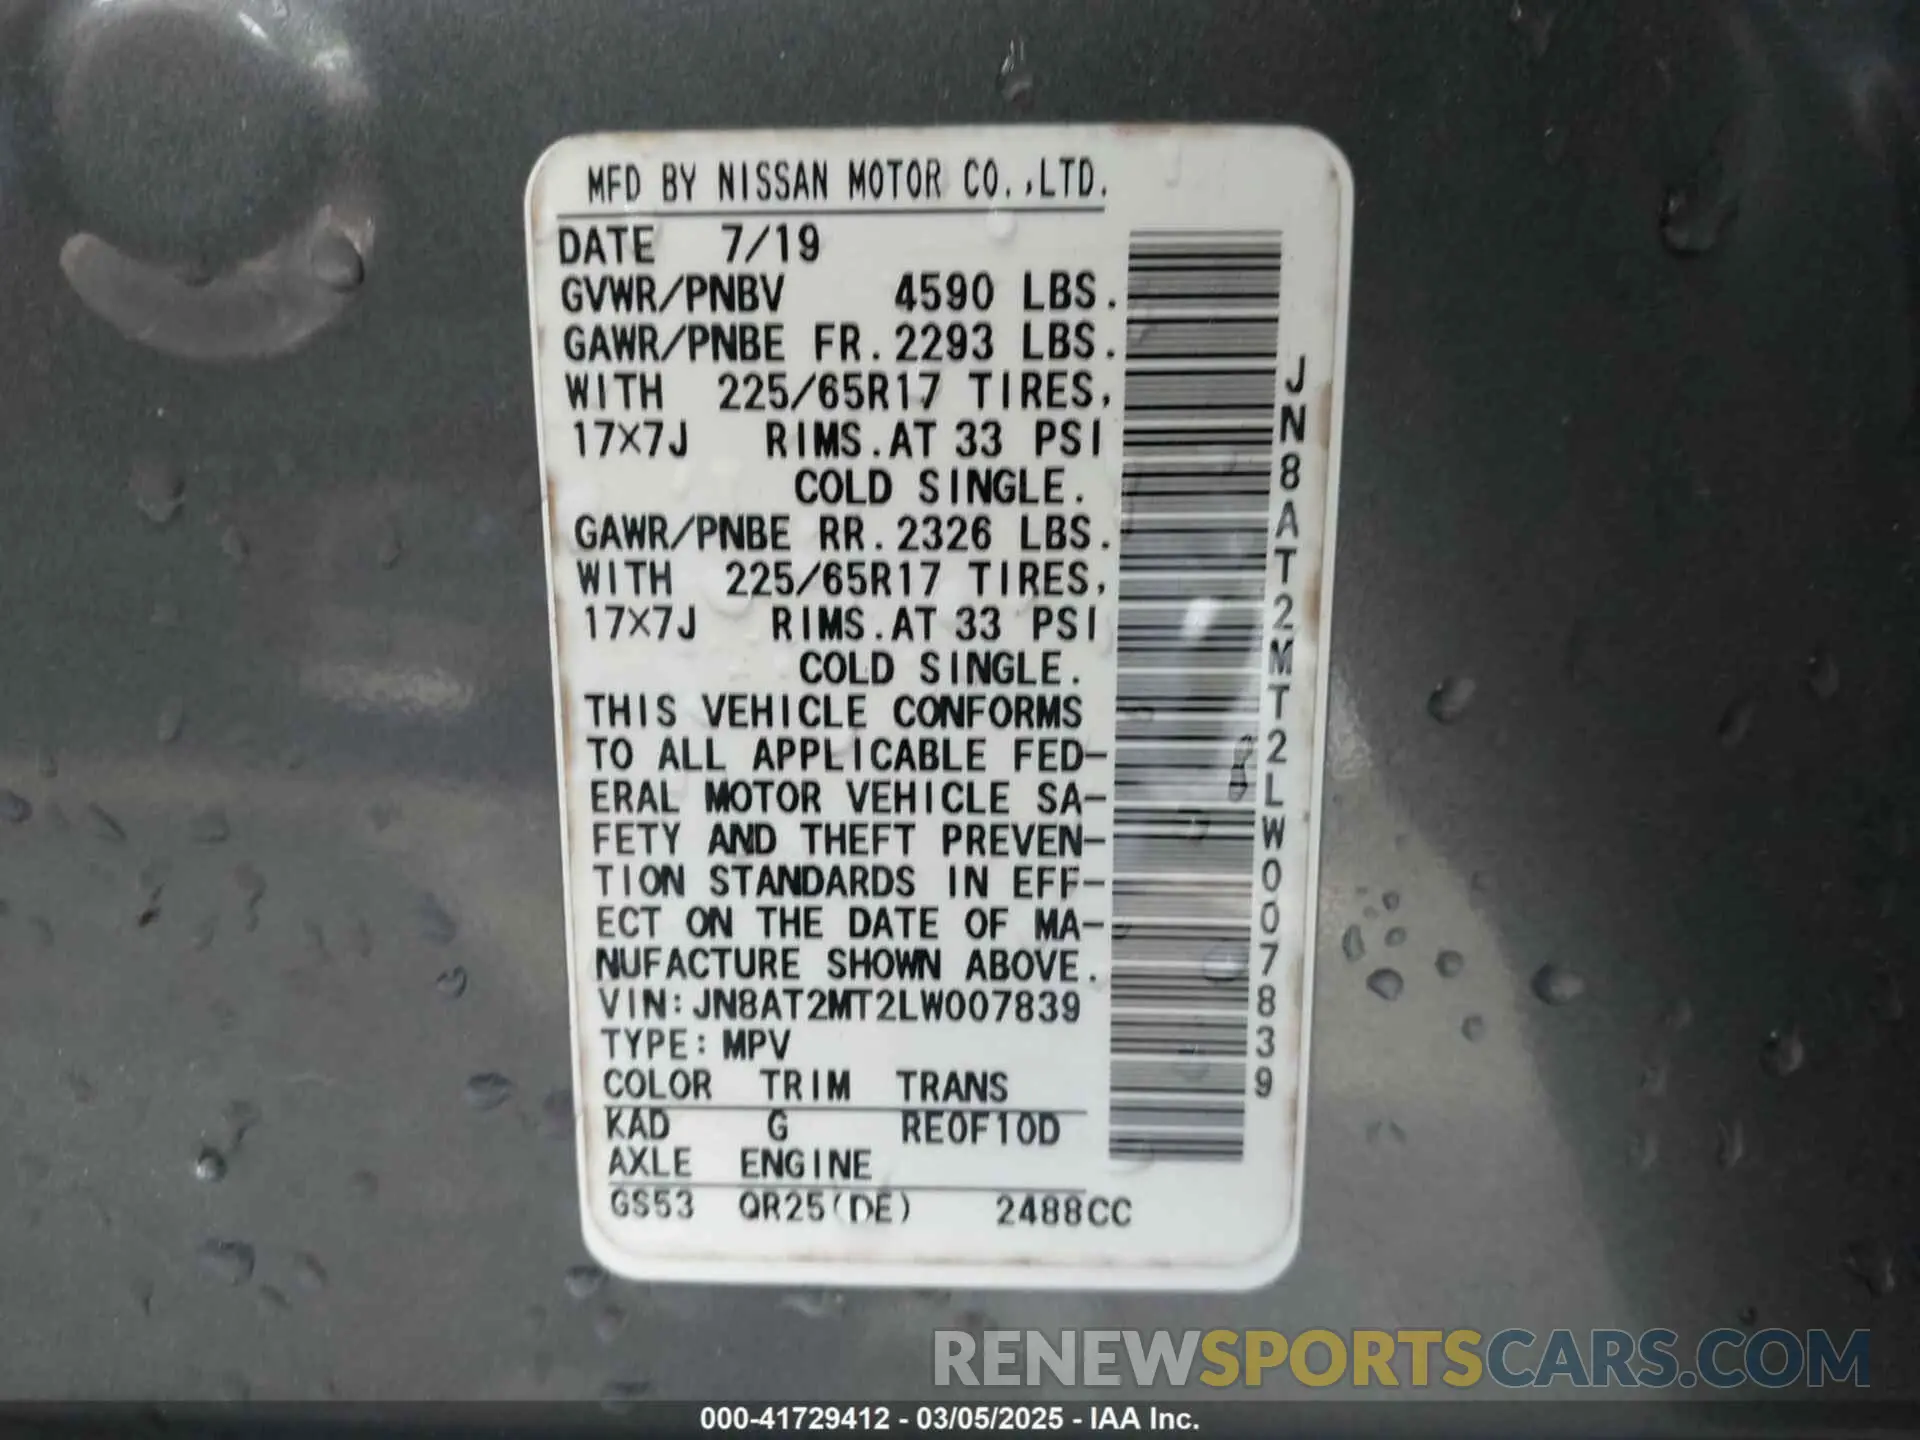 MFD BY NISSAN MOTOR CO.,LTD.
DATE 7/19
GVWR/PNBV 4590 LBS.
GAWR/PNBE FR. 2293 LBS.
WITH 225/65R17 TIRES,
17X7J RIMS. AT 33 PSI
COLD SINGLE.
GAWR/PNBE RR. 2326 LBS.
WITH 225/65R17 TIRES,
17X7J RIMS. AT 33 PSI
COLD SINGLE.
THIS VEHICLE CONFORMS
TO ALL APPLICABLE FED-
ERAL MOTOR VEHICLE SA-
FETY AND THEFT PREVEN-
TION STANDARDS IN EFF-
ECT ON THE DATE OF MA-
NUFACTURE SHOWN ABOVE.
VIN: JN8AT2MT2LW007839
TYPE: MPV
COLOR TRIM TRANS
KAD G RE0F10D
AXLE ENGINE
GS53 QR25(DE) 2488CC
JN8AT2MT2LW007839
RENEWSPORTSCARS.COM
000-41729412 - 03/05/2025 - IAA Inc.